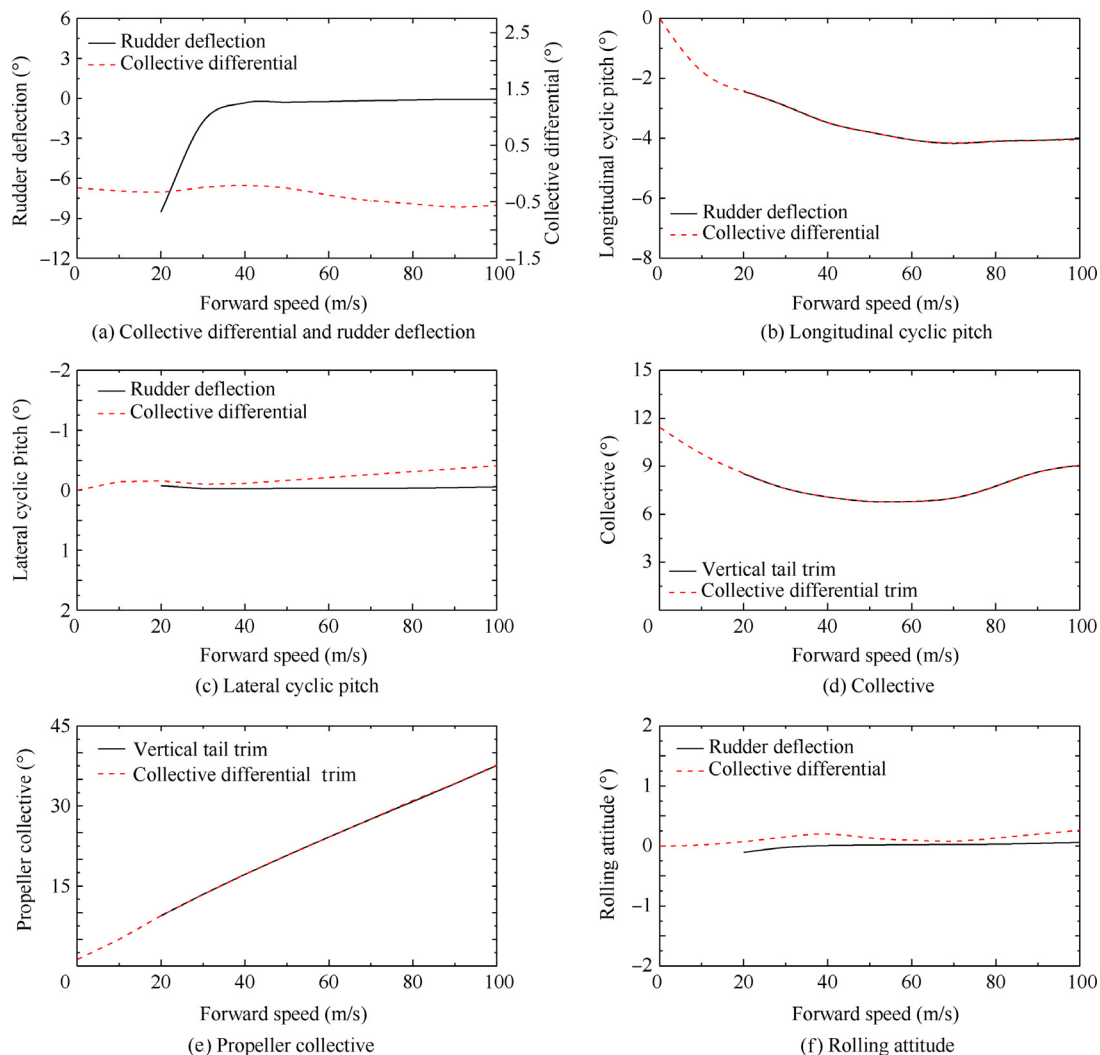 6
3
0
−3
−6
−9
−12
Rudder deflection (°)
Rudder deflection
Collective differential
2.5
1.5
0.5
−0.5
−1.5
Collective differential (°)
0 20 40 60 80 100
Forward speed (m/s)
(a) Collective differential and rudder deflection
0
−2
−4
−6
−8
Longitudinal cyclic pitch (°)
Rudder deflection
Collective differential
0 20 40 60 80 100
Forward speed (m/s)
(b) Longitudinal cyclic pitch
−2
−1
0
1
2
Lateral cyclic Pitch (°)
Rudder deflection
Collective differential
0 20 40 60 80 100
Forward speed (m/s)
(c) Lateral cyclic pitch
15
12
9
6
3
Collective (°)
Vertical tail trim
Collective differential trim
0 20 40 60 80 100
Forward speed (m/s)
(d) Collective
45
30
15
Propeller collective (°)
Vertical tail trim
Collective differential trim
0 20 40 60 80 100
Forward speed (m/s)
(e) Propeller collective
2
1
0
−1
−2
Rolling attitude (°)
Rudder deflection
Collective differential
0 20 40 60 80 100
Forward speed (m/s)
(f) Rolling attitude